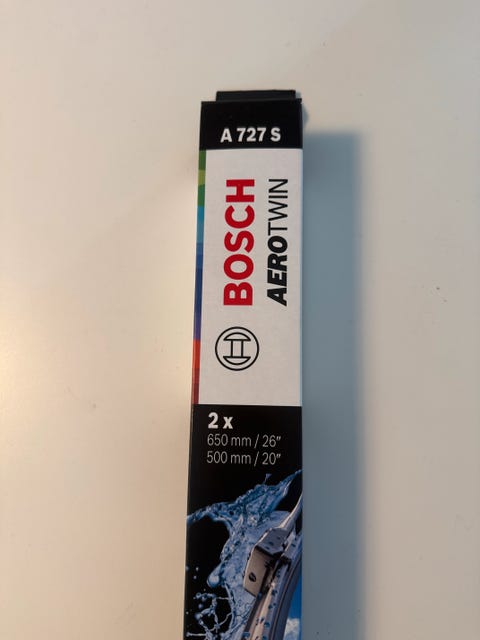 A 727 S
BOSCH
AEROTWIN
2 x
650 mm / 26"
500 mm / 20"